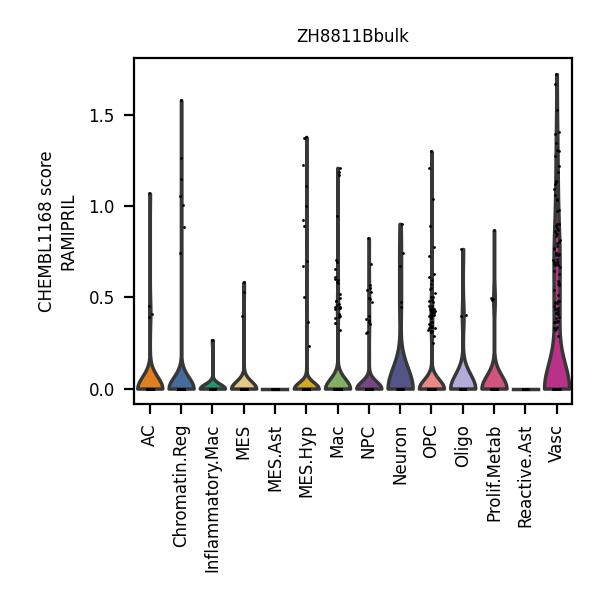 ZH8811Bbulk
CHEMBL1168 score
RAMIPRIL
1.5
1.0
0.5
0.0
AC
Chromatin.Reg
Inflammatory.Mac
MES
MES.Ast
MES.Hyp
Mac
NPC
Neuron
OPC
Oligo
Prolif.Metab
Reactive.Ast
Vasc